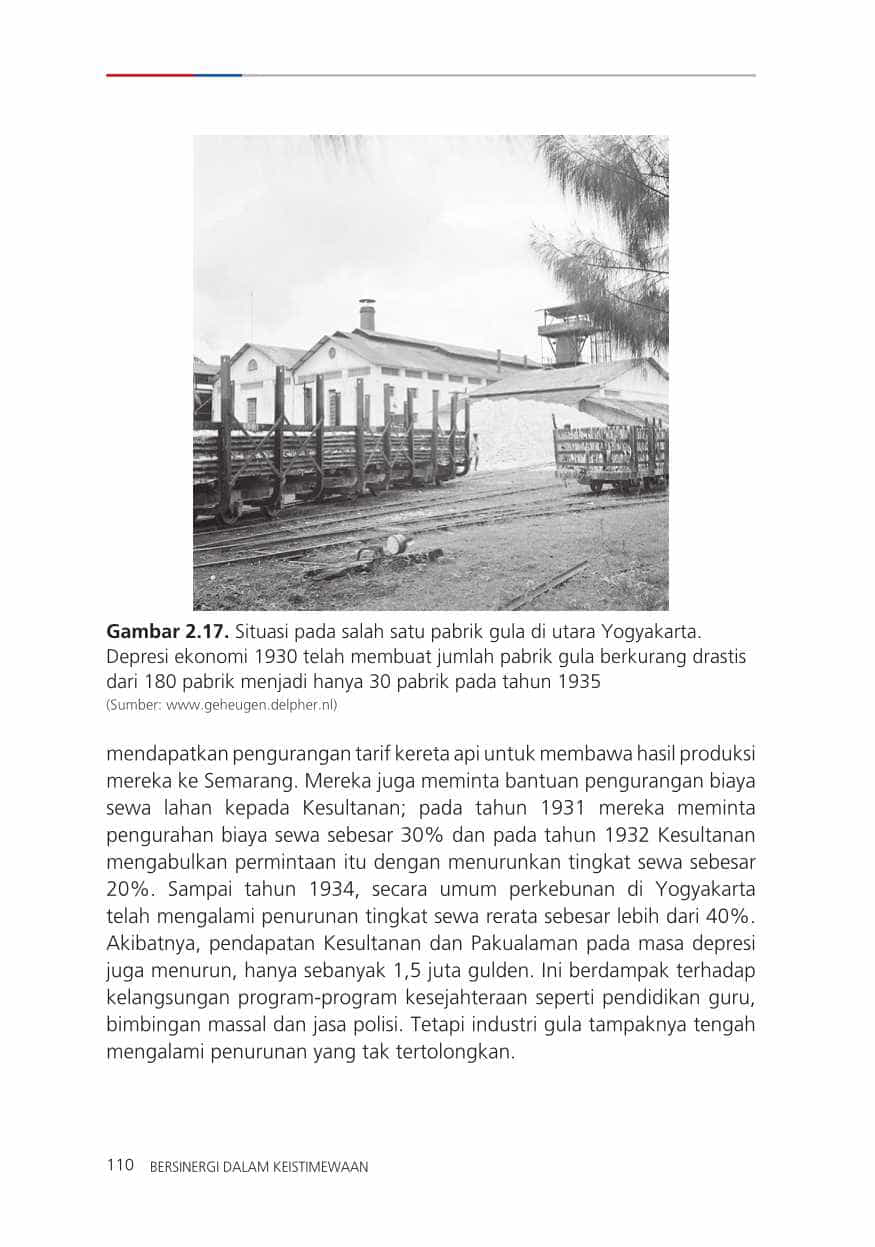 Gambar 2.17. Situasi pada salah satu pabrik gula di utara Yogyakarta.
Depresi ekonomi 1930 telah membuat jumlah pabrik gula berkurang drastis
dari 180 pabrik menjadi hanya 30 pabrik pada tahun 1935
(Sumber: www.geheugen.delpher.nl)
mendapatkan pengurangan tarif kereta api untuk membawa hasil produksi
mereka ke Semarang. Mereka juga meminta bantuan pengurangan biaya
sewa lahan kepada Kesultanan; pada tahun 1931 mereka meminta
pengurahan biaya sewa sebesar 30% dan pada tahun 1932 Kesultanan
mengabulkan permintaan itu dengan menurunkan tingkat sewa sebesar
20%. Sampai tahun 1934, secara umum perkebunan di Yogyakarta
telah mengalami penurunan tingkat sewa rerata sebesar lebih dari 40%.
Akibatnya, pendapatan Kesultanan dan Pakualaman pada masa depresi
juga menurun, hanya sebanyak 1,5 juta gulden. Ini berdampak terhadap
kelangsungan program-program kesejahteraan seperti pendidikan guru,
bimbingan massal dan jasa polisi. Tetapi industri gula tampaknya tengah
mengalami penurunan yang tak tertolongkan.
110 BERSINERGI DALAM KEISTIMEWAAN